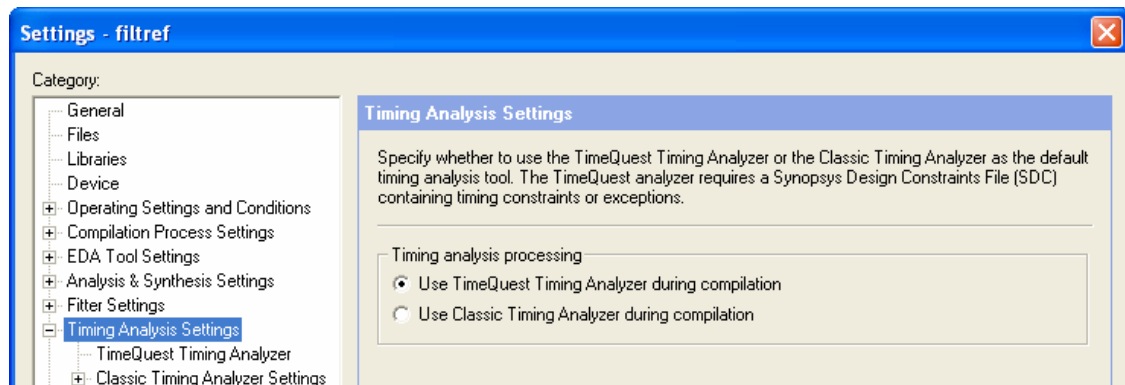 Settings - filtref
Category:
General
Files
Libraries
Device
Operating Settings and Conditions
Compilation Process Settings
EDA Tool Settings
Analysis & Synthesis Settings
Fitter Settings
Timing Analysis Settings
TimeQuest Timing Analyzer
Classic Timing Analyzer Settings
Timing Analysis Settings
Specify whether to use the TimeQuest Timing Analyzer or the Classic Timing Analyzer as the default
timing analysis tool. The TimeQuest analyzer requires a Synopsys Design Constraints File (SDC)
containing timing constraints or exceptions.
Timing analysis processing
Use TimeQuest Timing Analyzer during compilation
Use Classic Timing Analyzer during compilation